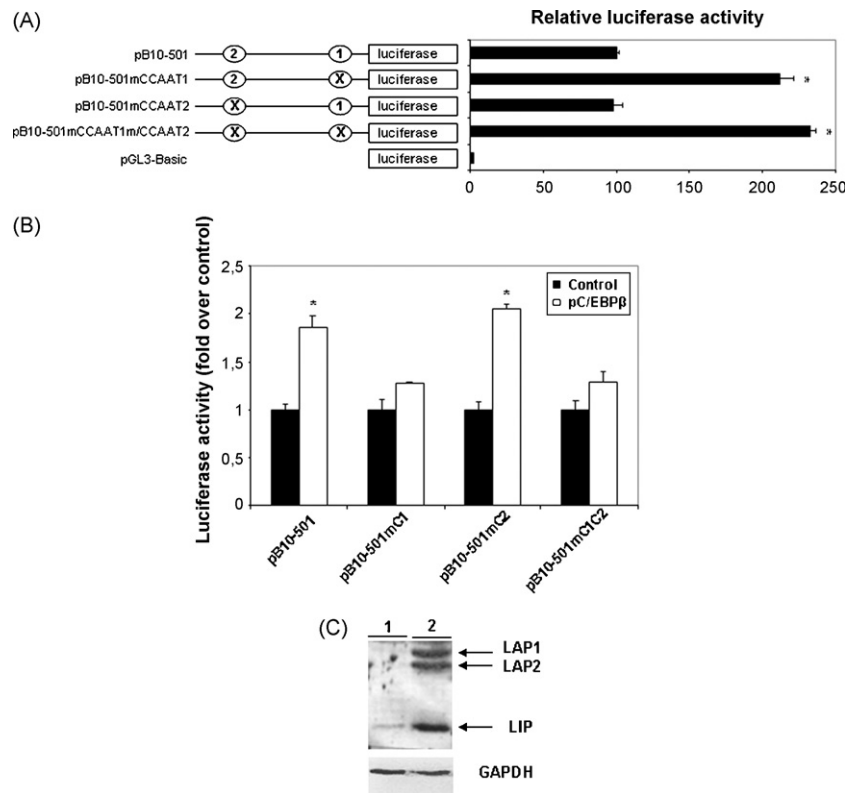 (A)
Relative luciferase activity
pB10-501 2 1 luciferase
pB10-501mCCAAT1 2 X luciferase *
pB10-501mCCAAT2 X 1 luciferase
pB10-501mCCAAT1m/CCAAT2 X X luciferase *
pGL3-Basic luciferase
0 50 100 150 200 250
(B)
Luciferase activity (fold over control)
2,5
2
1,5
1
0,5
0
Control
pC/EBPβ
* *
pB10-501 pB10-501mC1 pB10-501mC2 pB10-501mC1C2
(C)
1 2
LAP1
LAP2
LIP
GAPDH